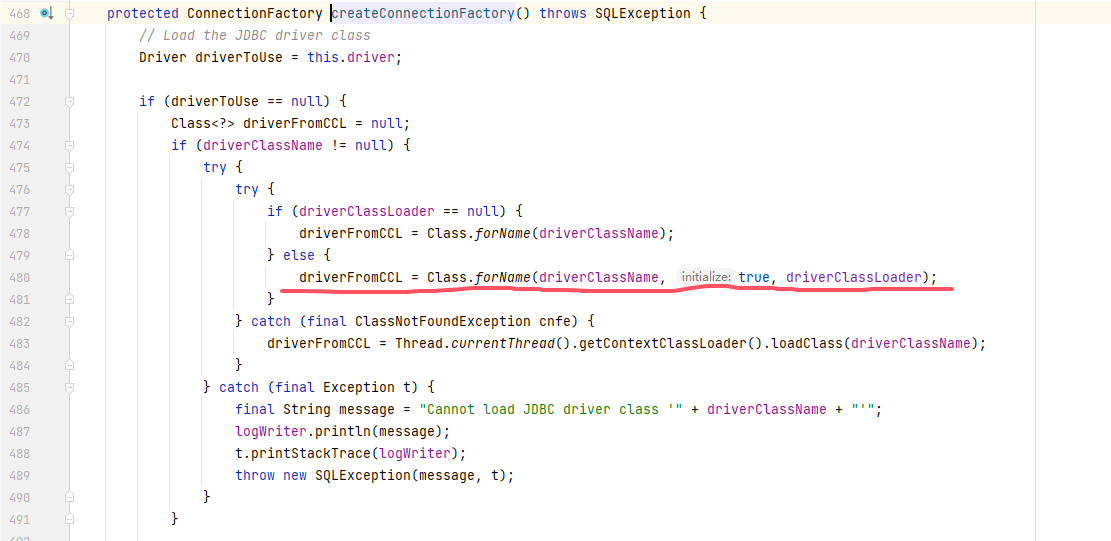 468 protected ConnectionFactory createConnectionFactory() throws SQLException {
469 // Load the JDBC driver class
470 Driver driverToUse = this.driver;
471
472 if (driverToUse == null) {
473 Class<?> driverFromCCL = null;
474 if (driverClassName != null) {
475 try {
476 try {
477 if (driverClassLoader == null) {
478 driverFromCCL = Class.forName(driverClassName);
479 } else {
480 driverFromCCL = Class.forName(driverClassName, initialize: true, driverClassLoader);
481 }
482 } catch (final ClassNotFoundException cnfe) {
483 driverFromCCL = Thread.currentThread().getContextClassLoader().loadClass(driverClassName);
484 }
485 } catch (final Exception t) {
486 final String message = "Cannot load JDBC driver class '" + driverClassName + "'";
487 logWriter.println(message);
488 t.printStackTrace(logWriter);
489 throw new SQLException(message, t);
490 }
491 }